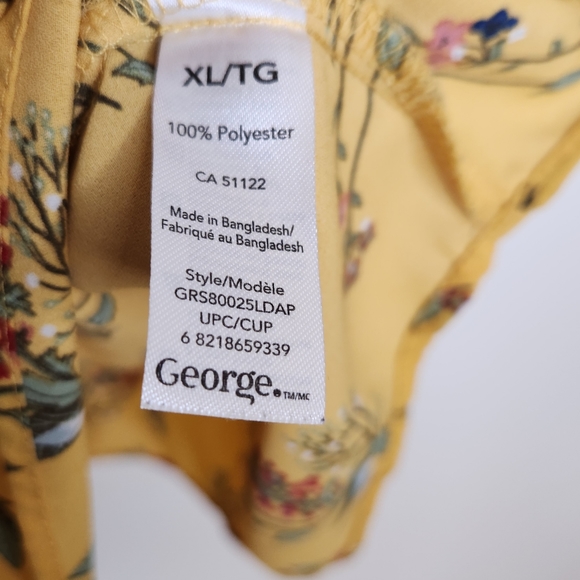 XL/TG
100% Polyester
CA 51122
Made in Bangladesh/
Fabriqué au Bangladesh
Style/Modèle
GRS80025LDAP
UPC/CUP
6 8218659339
George. TM/MC